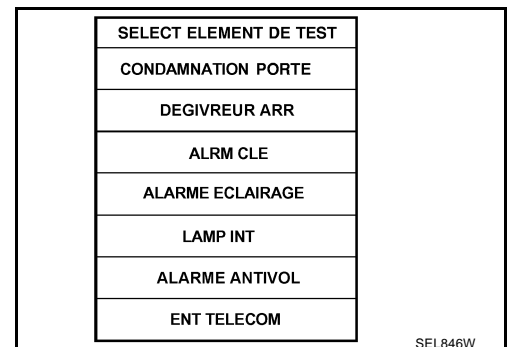 SELECT ELEMENT DE TEST
CONDAMNATION PORTE
DEGIVREUR ARR
ALRM CLE
ALARME ECLAIRAGE
LAMP INT
ALARME ANTIVOL
ENT TELECOM
SEL846W